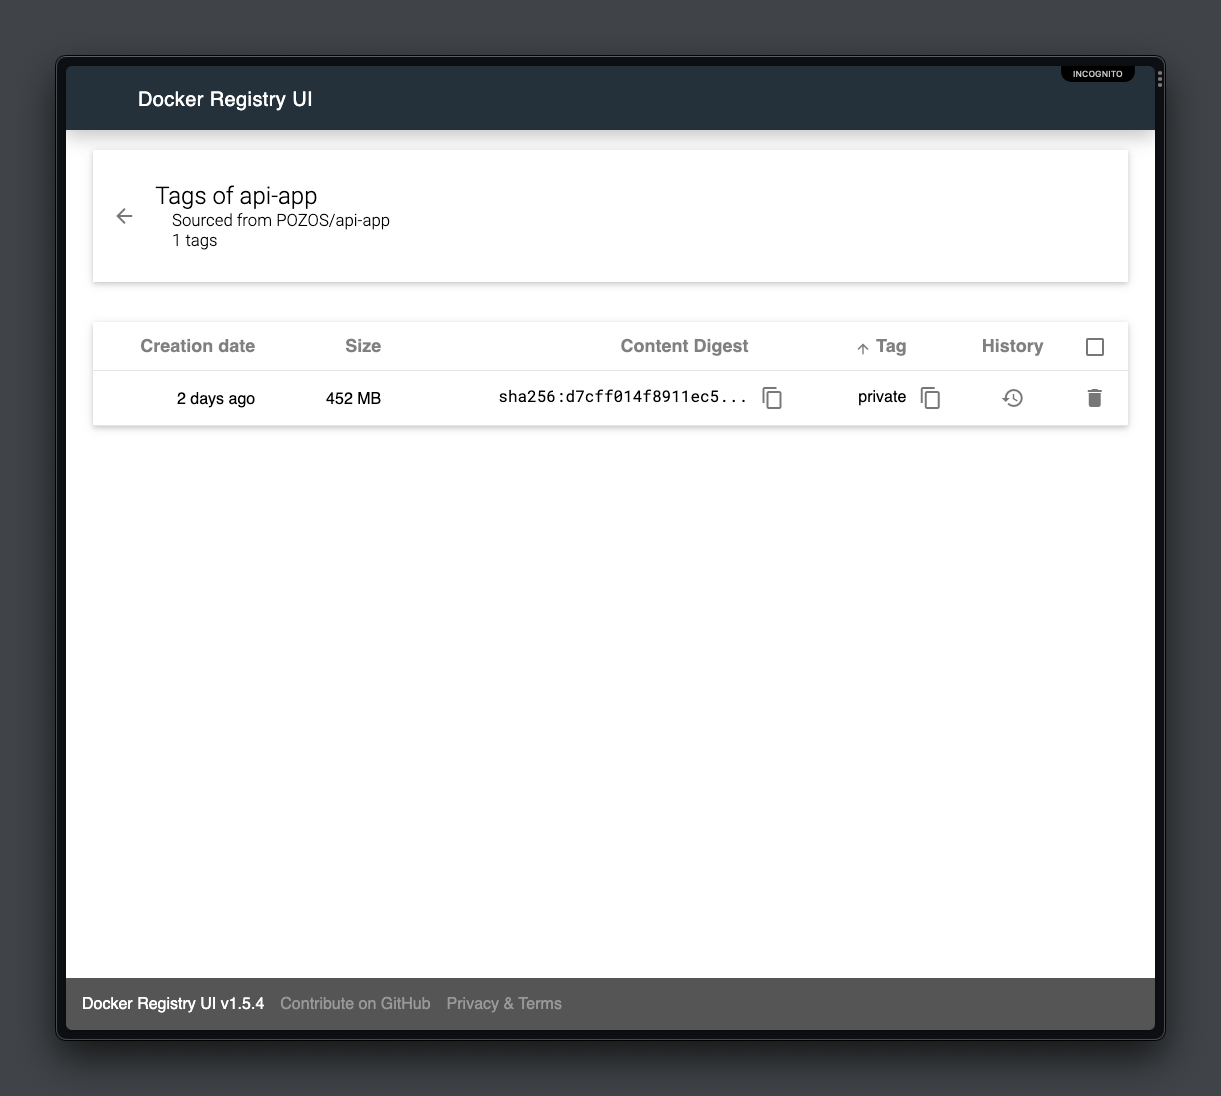 INCOGNITO
Docker Registry UI
Tags of api-app
Sourced from POZOS/api-app
1 tags
Creation date Size Content Digest Tag History
2 days ago 452 MB sha256:d7cff014f8911ec5... private
Docker Registry UI v1.5.4 Contribute on GitHub Privacy & Terms